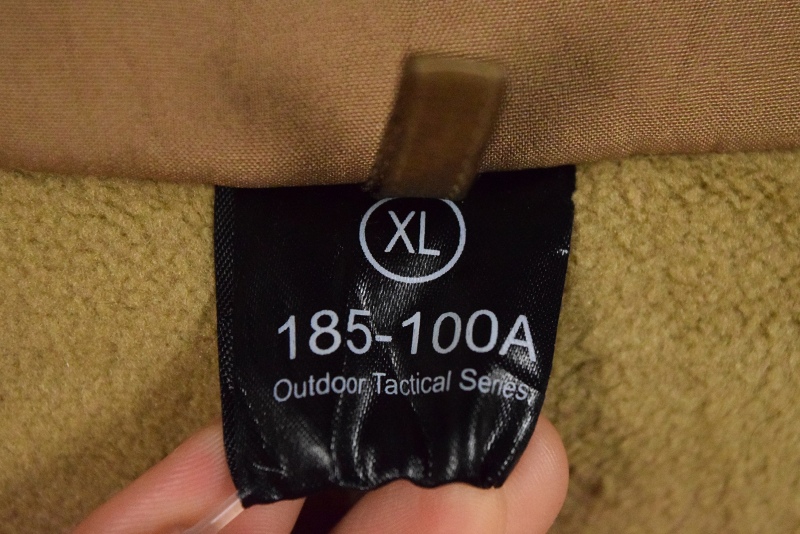 XL
185-100A
Outdoor Tactical Series